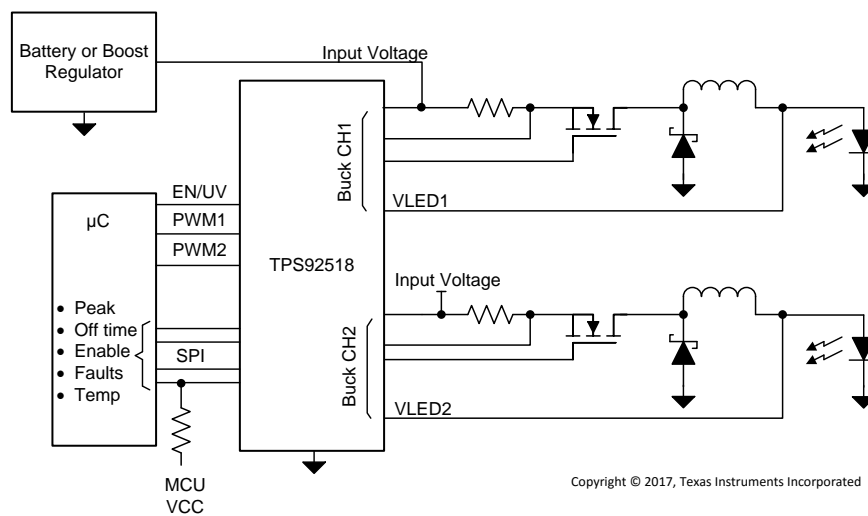 Battery or Boost
Regulator
Input Voltage
Buck CH1
EN/UV
PWM1
PWM2
VLED1
µC
TPS92518
Input Voltage
• Peak
• Off time
• Enable
• Faults
• Temp
SPI
Buck CH2
VLED2
MCU
VCC
Copyright © 2017, Texas Instruments Incorporated